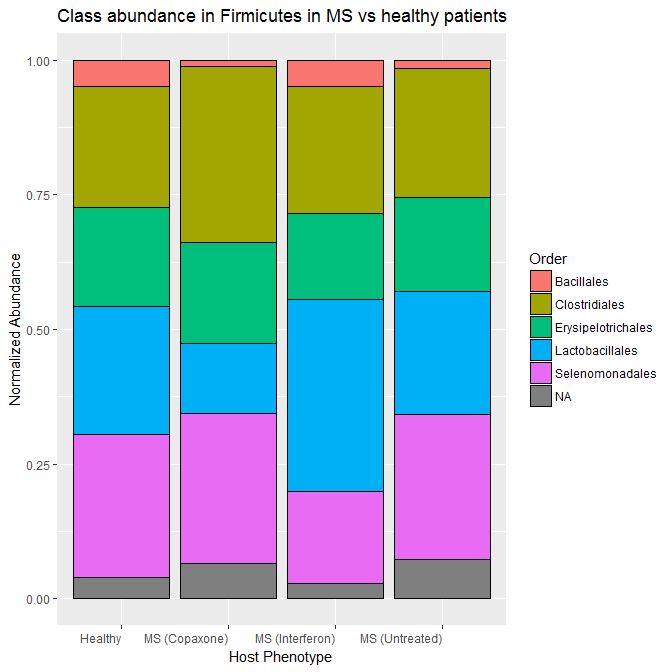 Class abundance in Firmicutes in MS vs healthy patients
1.00
0.75
0.50
0.25
0.00
Normalized Abundance
Healthy
MS (Copaxone)
MS (Interferon)
MS (Untreated)
Host Phenotype
Order
Bacillales
Clostridiales
Erysipelotrichales
Lactobacillales
Selenomonadales
NA